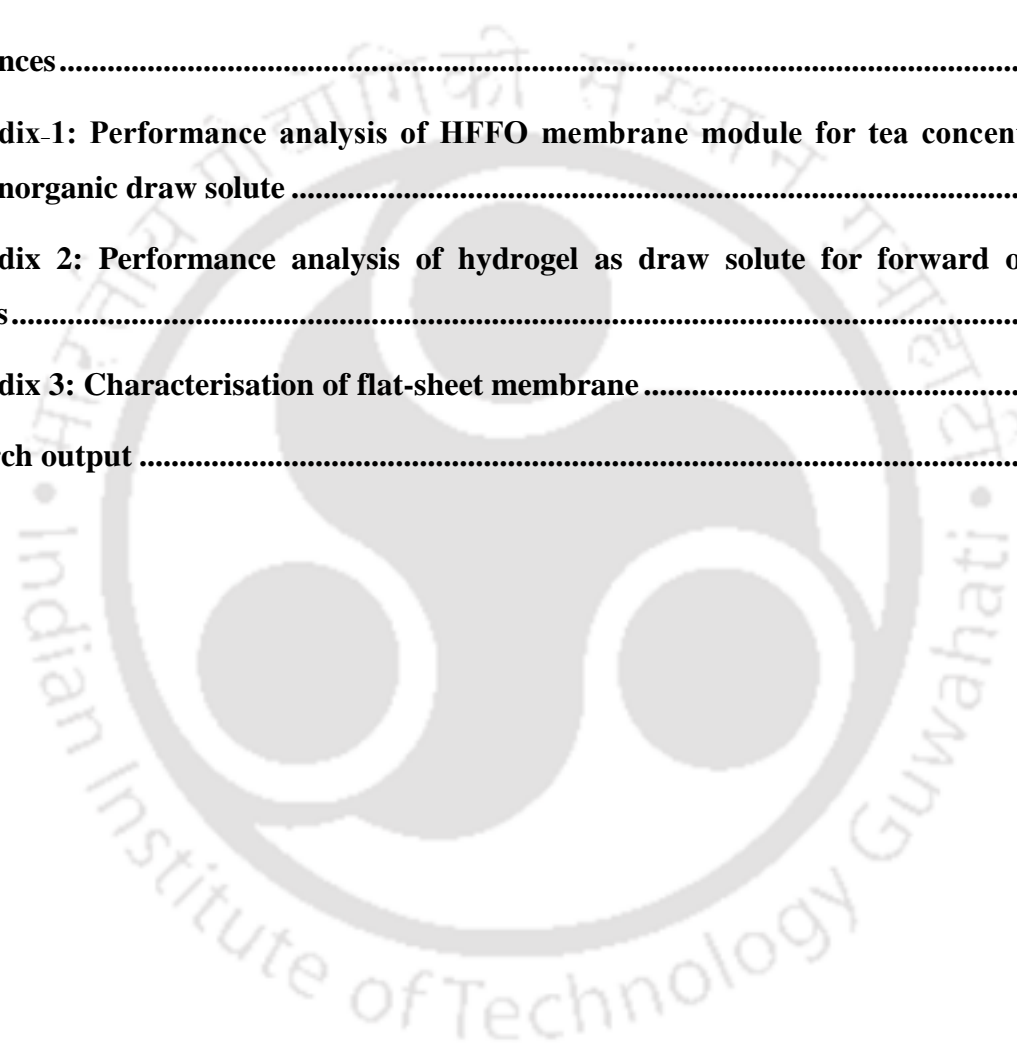 nces........................................................................................................................
dix-1: Performance analysis of HFFO membrane module for tea concent
norganic draw solute..........................................................................................
dix 2: Performance analysis of hydrogel as draw solute for forward o
s..............................................................................................................................
dix 3: Characterisation of flat-sheet membrane...............................................
rch output..............................................................................................................
Indian Institute of Technology Guwahati